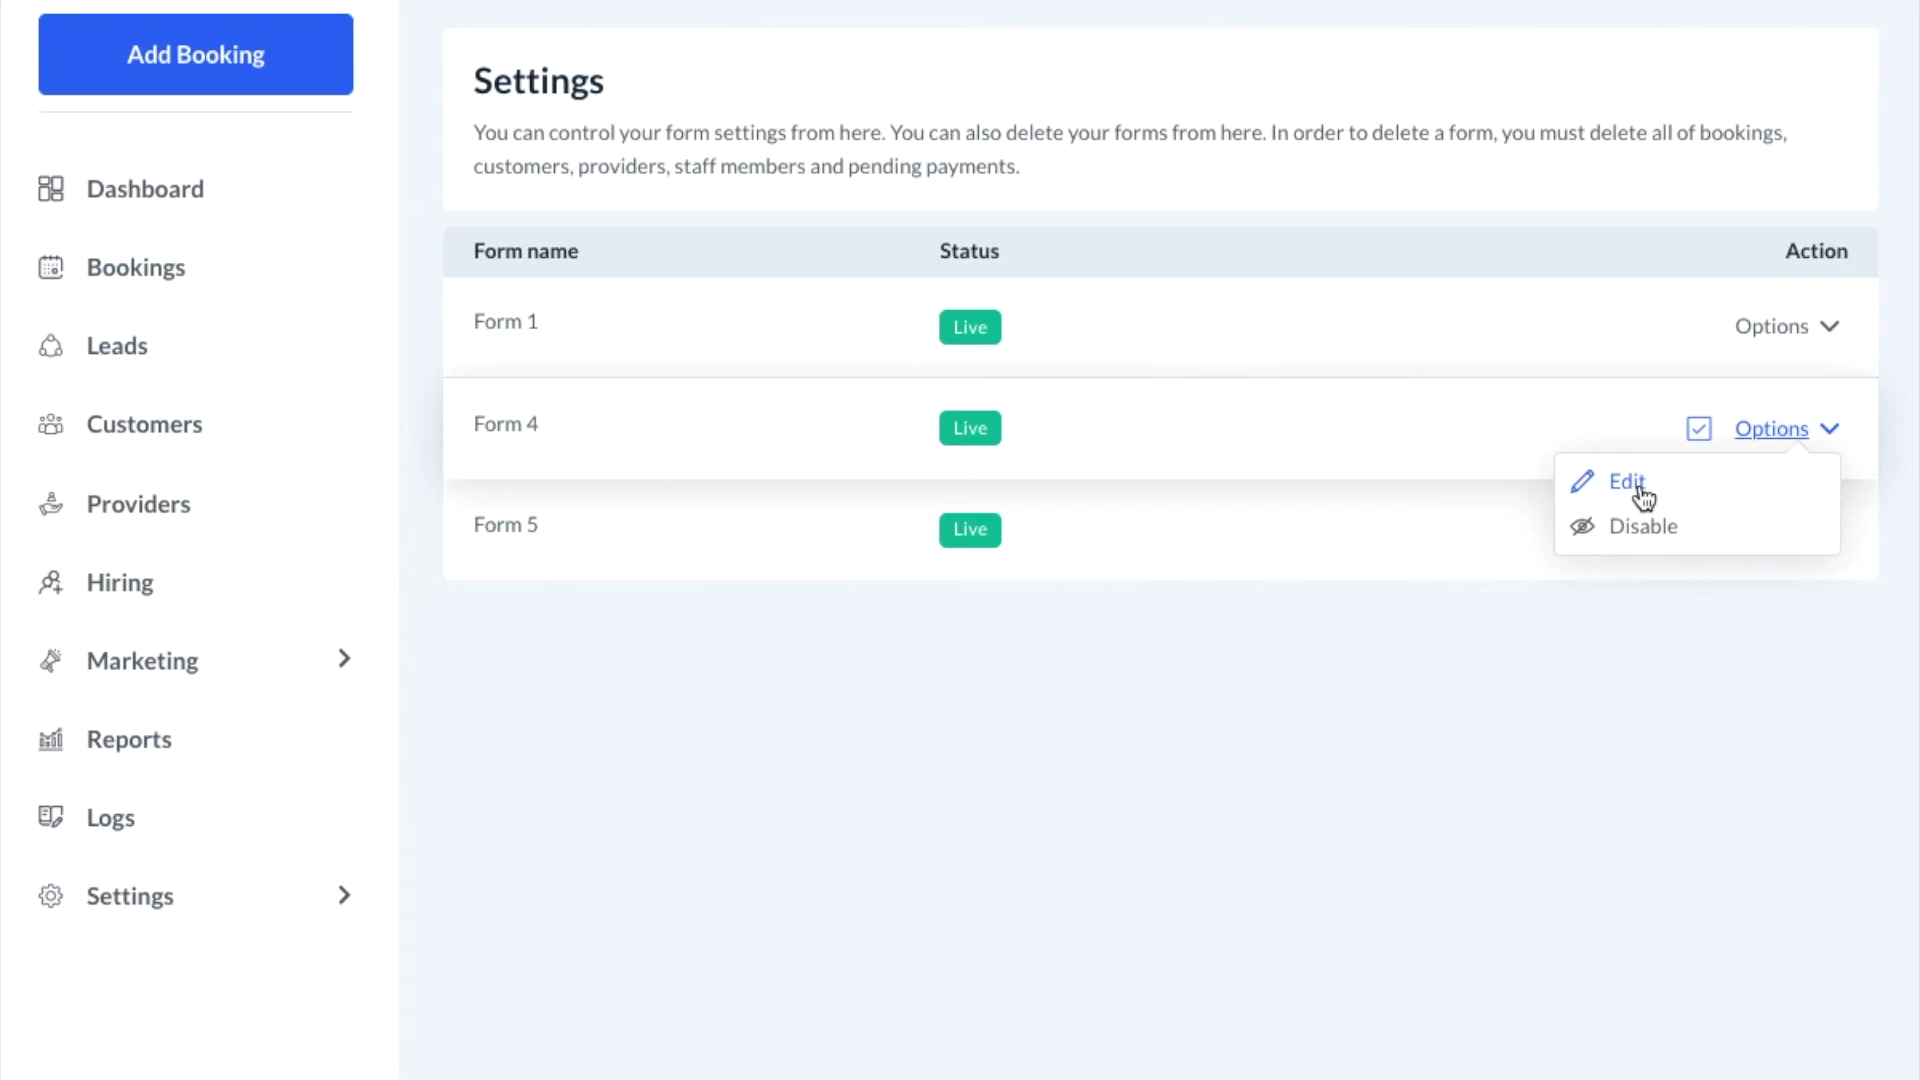 Add Booking
Dashboard
Bookings
Leads
Customers
Providers
Hiring
Marketing
Reports
Logs
Settings
Settings
You can control your form settings from here. You can also delete your forms from here. In order to delete a form, you must delete all of bookings,
customers, providers, staff members and pending payments.
Form name Status Action
Form 1 Live Options
Form 4 Live Options
Edit
Form 5 Live
Disable